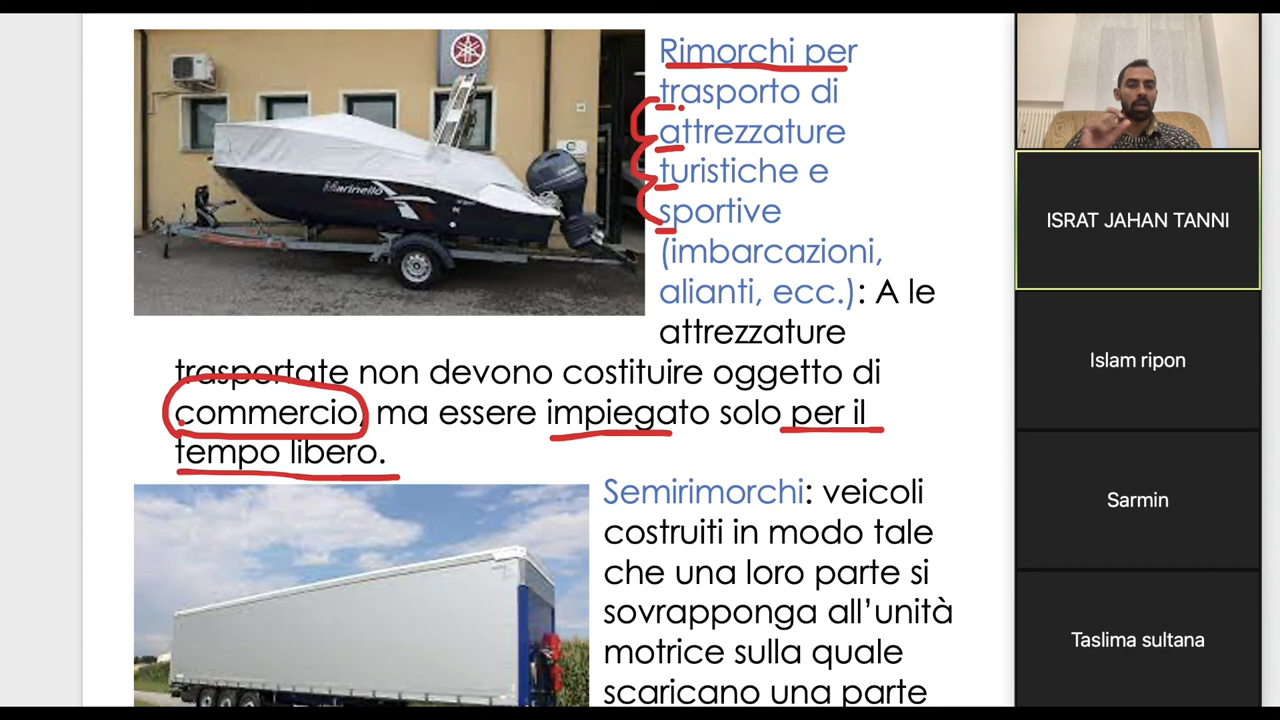 Rimorchi per
trasporto di
attrezzature
turistiche e
sportive
(imbarcazioni,
alianti, ecc.): A le
attrezzature
trasportate non devono costituire oggetto di
commercio, ma essere impiegato solo per il
tempo libero.
Marinello
Semirimorchi: veicoli
costruiti in modo tale
che una loro parte si
sovrapponga all'unità
motrice sulla quale
scaricano una parte
ISRAT JAHAN TANNI
Islam ripon
Sarmin
Taslima sultana